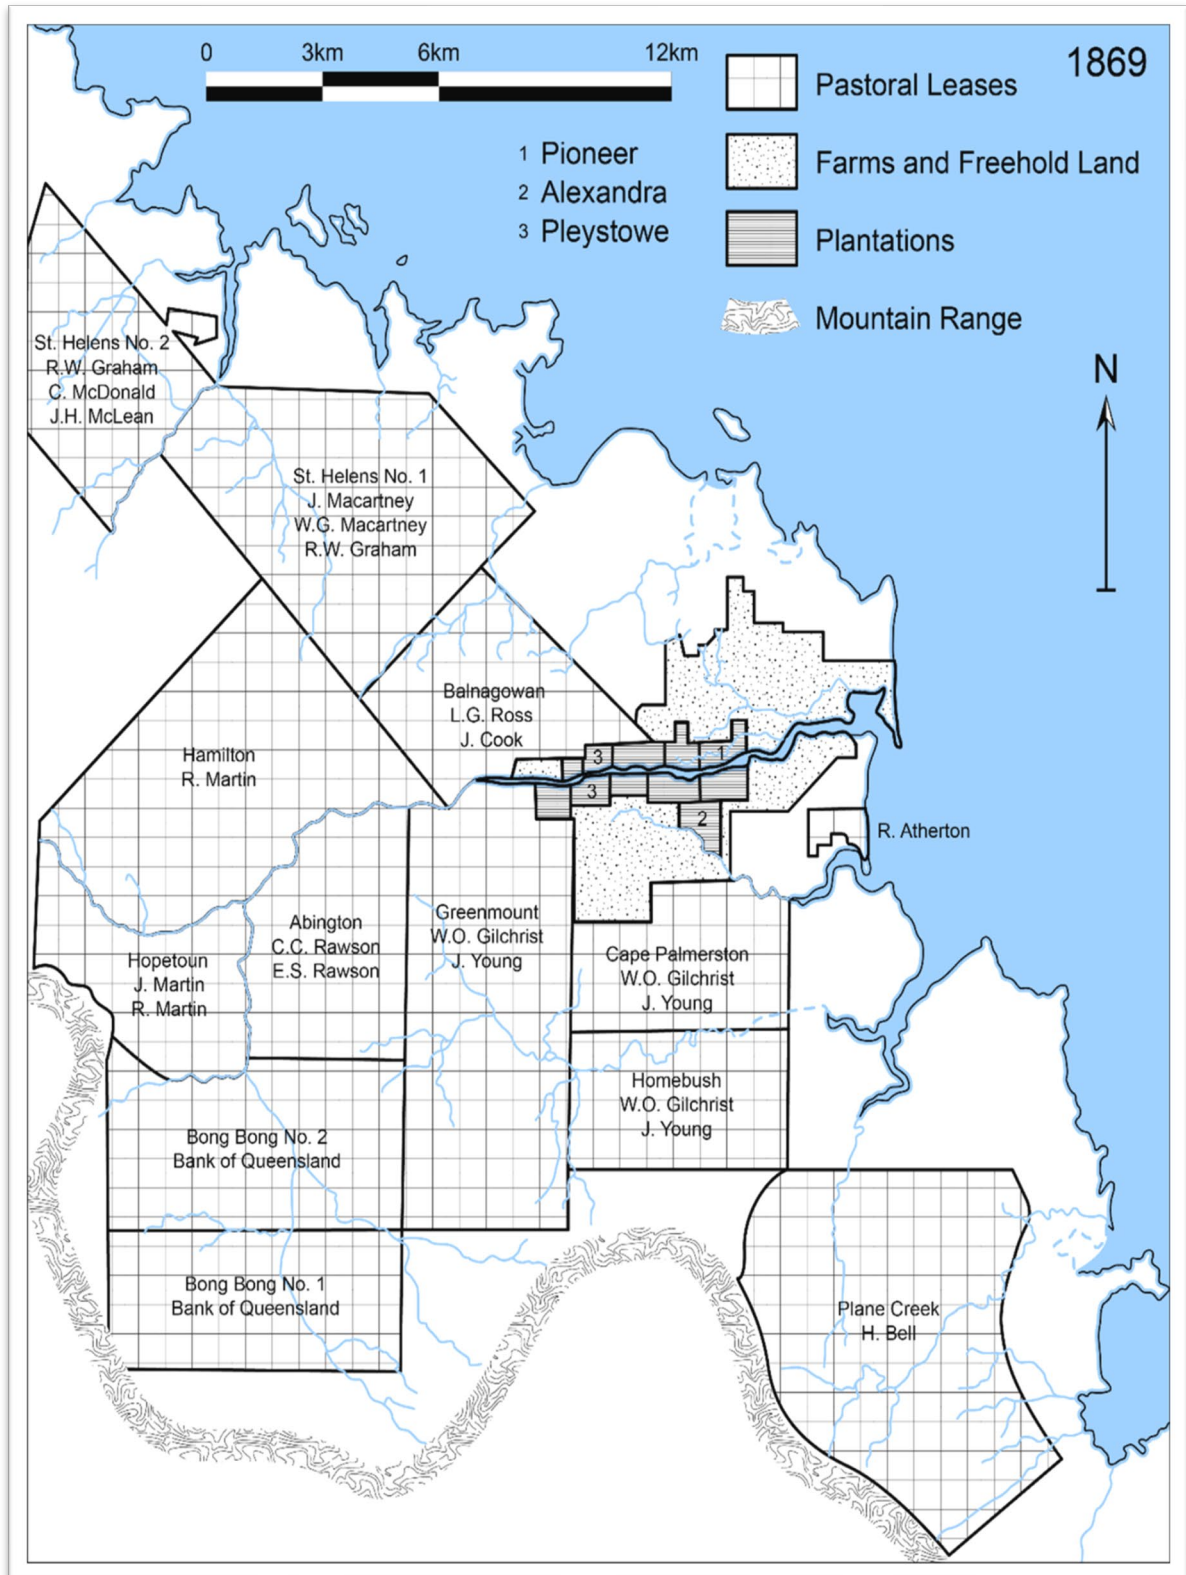 0 3km 6km 12km
1869
Pastoral Leases
Farms and Freehold Land
Plantations
Mountain Range
1 Pioneer
2 Alexandra
3 Pleystowe
N
St. Helens No. 2
R.W. Graham
C. McDonald
J.H. McLean
St. Helens No. 1
J. Macartney
W.G. Macartney
R.W. Graham
Balnagowan
L.G. Ross
J. Cook
Hamilton
R. Martin
3
1
3
2
R. Atherton
Abington
C.C. Rawson
E.S. Rawson
Greenmount
W.O. Gilchrist
J. Young
Hopetoun
J. Martin
R. Martin
Cape Palmerston
W.O. Gilchrist
J. Young
Homebush
W.O. Gilchrist
J. Young
Bong Bong No. 2
Bank of Queensland
Bong Bong No. 1
Bank of Queensland
Plane Creek
H. Bell